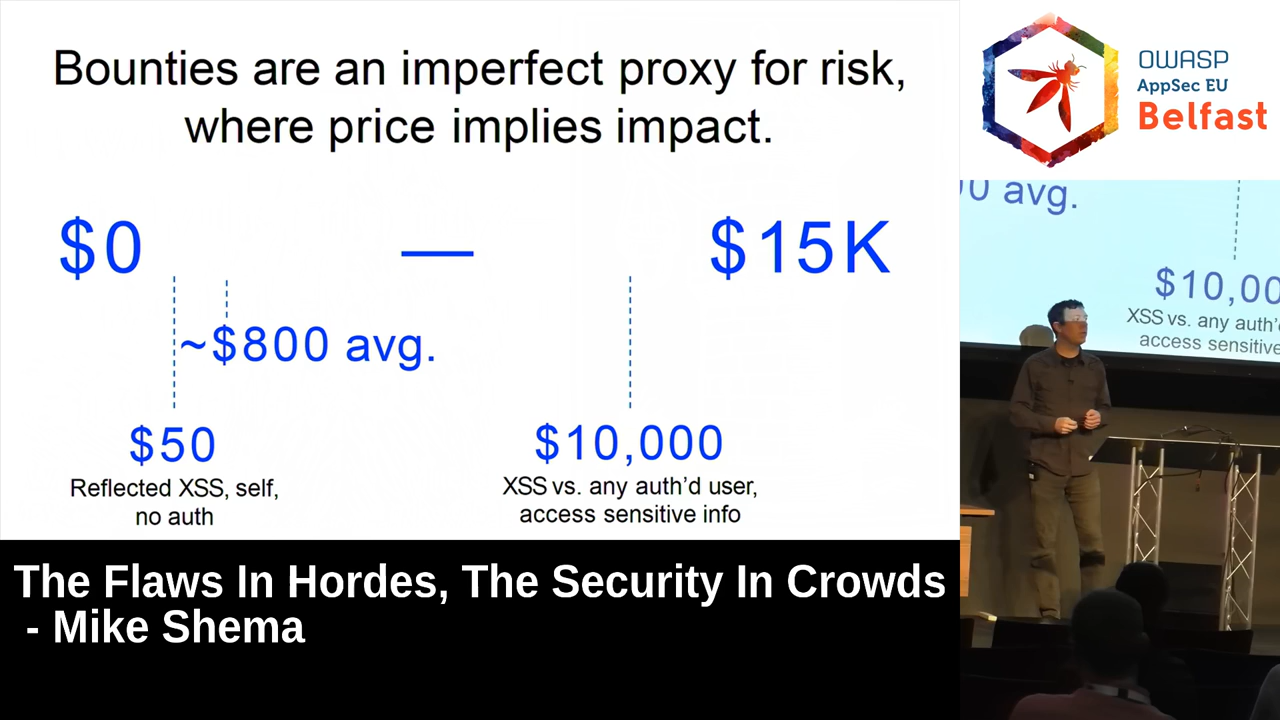 Bounties are an imperfect proxy for risk,
where price implies impact.
$0 — $15K
~$800 avg.
$50
Reflected XSS, self,
no auth
$10,000
XSS vs. any auth'd user,
access sensitive info
OWASP
AppSec EU
Belfast
avg.
$10,00
XSS vs. any auth'
access sensitive
The Flaws In Hordes, The Security In Crowds
- Mike Shema